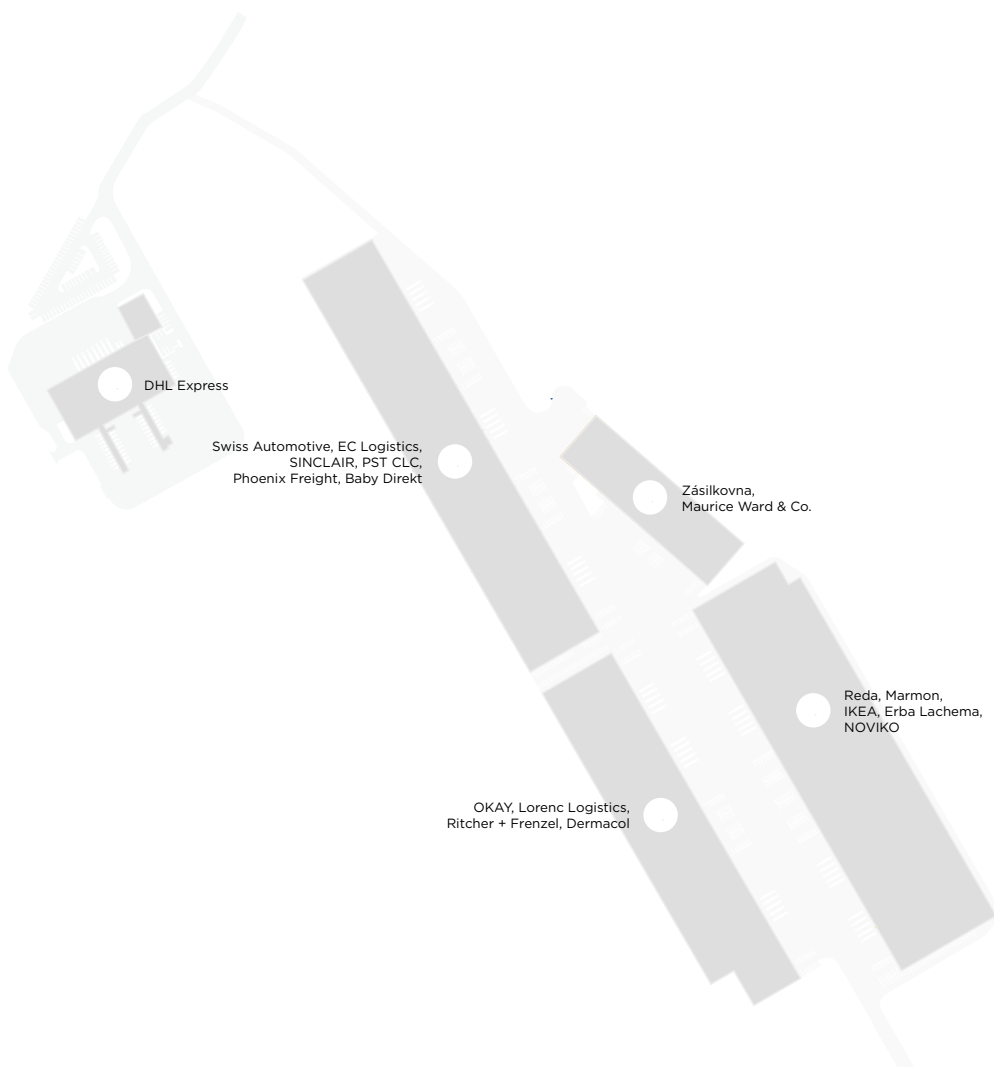 DHL Express
Swiss Automotive, EC Logistics,
SINCLAIR, PST CLC,
Phoenix Freight, Baby Direkt
Zásilkovna,
Maurice Ward & Co.
Reda, Marmon,
IKEA, Erba Lachema,
NOVIKO
OKAY, Lorenc Logistics,
Ritcher + Frenzel, Dermacol